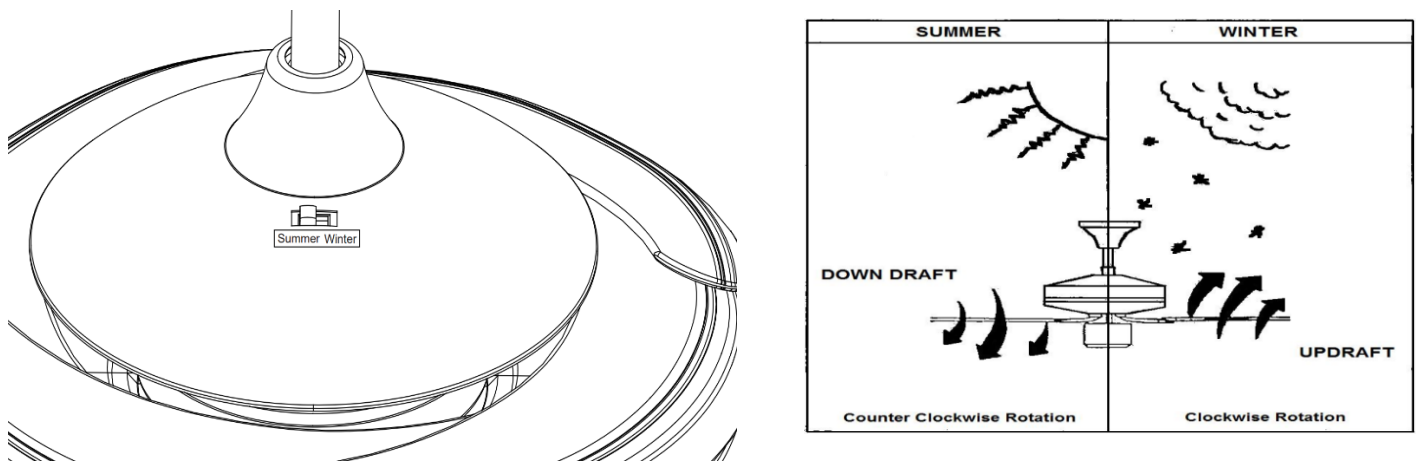 Summer Winter
SUMMER
WINTER
DOWN DRAFT
UPDRAFT
Counter Clockwise Rotation
Clockwise Rotation